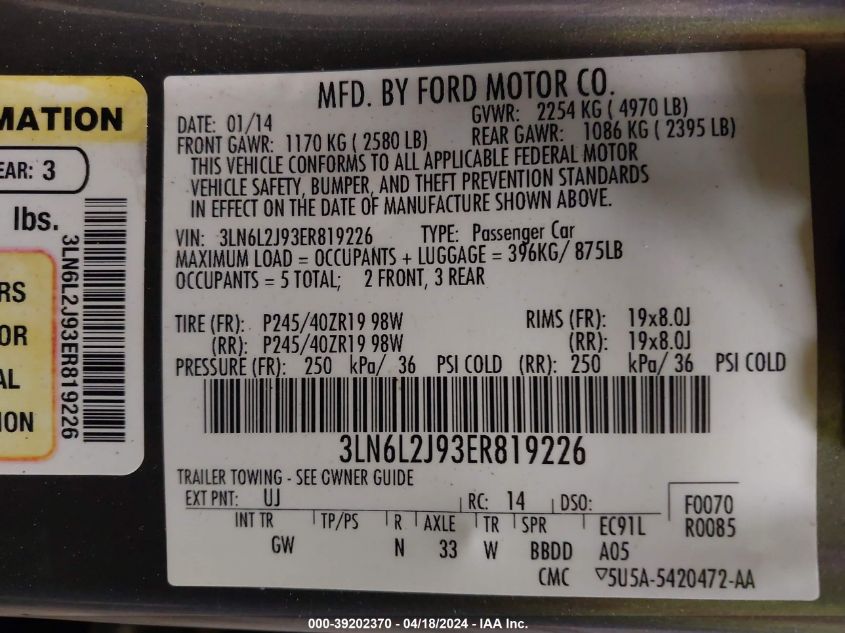 MATION
EAR: 3
lbs.
RS
OR
AL
ION
3LN6L2J93ER819226
MFD. BY FORD MOTOR CO.
DATE: 01/14 GVWR: 2254 KG ( 4970 LB)
FRONT GAWR: 1170 KG ( 2580 LB) REAR GAWR: 1086 KG ( 2395 LB)
THIS VEHICLE CONFORMS TO ALL APPLICABLE FEDERAL MOTOR
VEHICLE SAFETY, BUMPER, AND THEFT PREVENTION STANDARDS
IN EFFECT ON THE DATE OF MANUFACTURE SHOWN ABOVE.
VIN: 3LN6L2J93ER819226 TYPE: Passenger Car
MAXIMUM LOAD = OCCUPANTS + LUGGAGE = 396KG/ 875LB
OCCUPANTS = 5 TOTAL; 2 FRONT, 3 REAR
TIRE (FR): P245/40ZR19 98W RIMS (FR): 19x8.0J
(RR): P245/40ZR19 98W (RR): 19x8.0J
PRESSURE (FR): 250 kPa/ 36 PSI COLD (RR): 250 kPa/ 36 PSI COLD
3LN6L2J93ER819226
TRAILER TOWING - SEE OWNER GUIDE
EXT PNT: UJ RC: 14 DSO: F0070
INT TR TP/PS R AXLE TR SPR EC91L R0085
GW N 33 W BBDD A05
CMC ▽5U5A-5420472-AA
000-39202370 - 04/18/2024 - IAA Inc.